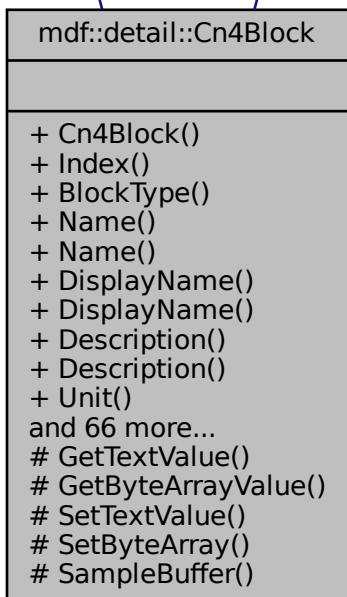 mdf::detail::Cn4Block
+ Cn4Block()
+ Index()
+ BlockType()
+ Name()
+ Name()
+ DisplayName()
+ DisplayName()
+ Description()
+ Description()
+ Unit()
and 66 more...
# GetTextValue()
# GetByteArrayValue()
# SetTextValue()
# SetByteArray()
# SampleBuffer()